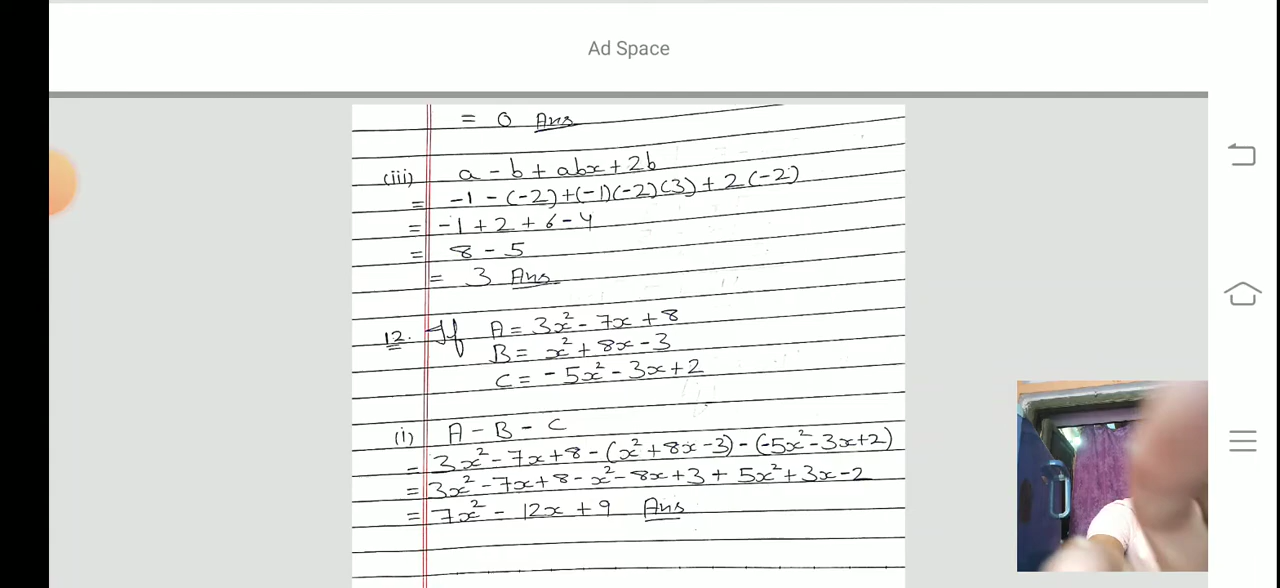 Ad Space
= 0 Ans
(iii) a - b + abx + 2b
= -1 - (-2) + (-1)(-2)(3) + 2(-2)
= -1 + 2 + 6 - 4
= 8 - 5
= 3 Ans
12. If A = 3x² - 7x + 8
B = x² + 8x - 3
C = -5x² - 3x + 2
(i) A - B - C
= 3x² - 7x + 8 - (x² + 8x - 3) - (-5x² - 3x + 2)
= 3x² - 7x + 8 - x² - 8x + 3 + 5x² + 3x - 2
= 7x² - 12x + 9 Ans